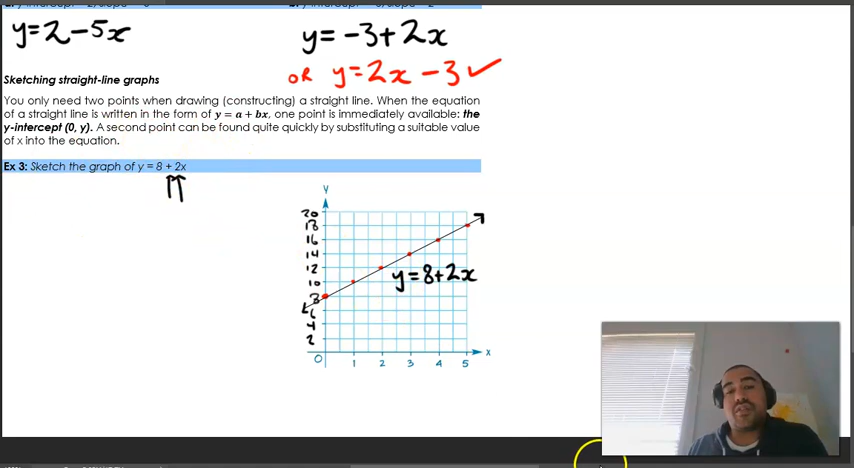 y=2-5x
y=-3+2x
OR y=2x-3
Sketching straight-line graphs
You only need two points when drawing (constructing) a straight line. When the equation
of a straight line is written in the form of y = a + bx, one point is immediately available: the
y-intercept (0, y). A second point can be found quite quickly by substituting a suitable value
of x into the equation.
Ex 3: Sketch the graph of y = 8 + 2x
Y
20
18
16
14
12
10
8
6
4
2
y=8+2x
0 1 2 3 4 5 x